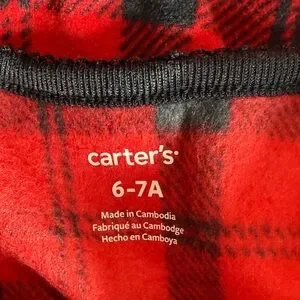 carter's
6-7A
Made in Cambodia
Fabriqué au Cambodge
Hecho en Camboya